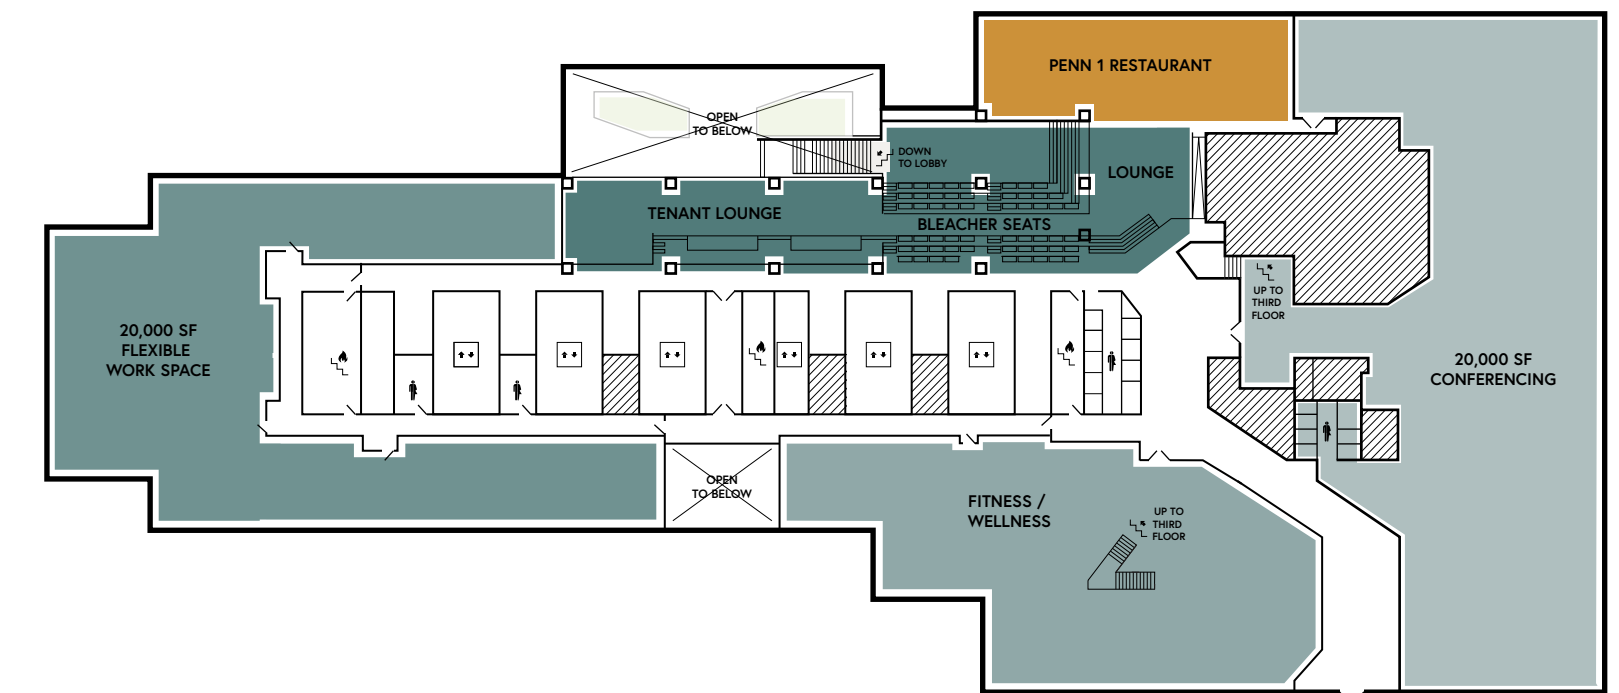 PENN 1 RESTAURANT
OPEN
TO BELOW
DOWN
TO LOBBY
LOUNGE
TENANT LOUNGE
BLEACHER SEATS
UP TO
THIRD
FLOOR
20,000 SF
FLEXIBLE
WORK SPACE
20,000 SF
CONFERENCING
OPEN
TO BELOW
FITNESS /
WELLNESS
UP TO
THIRD
FLOOR